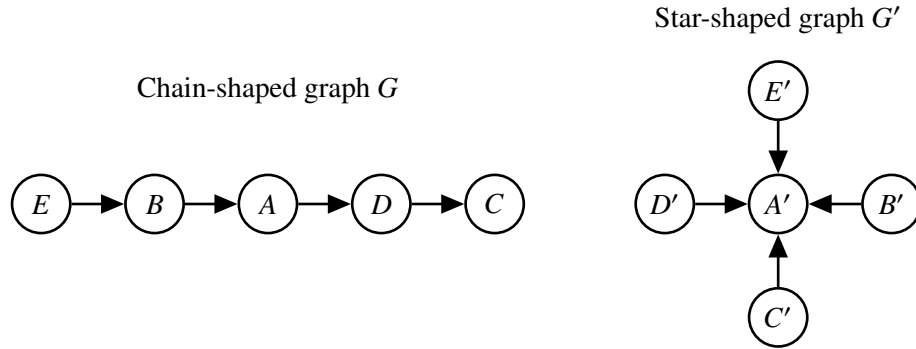 Star-shaped graph G′
Chain-shaped graph G
E′
E B A D C
D′ A′ B′
C′